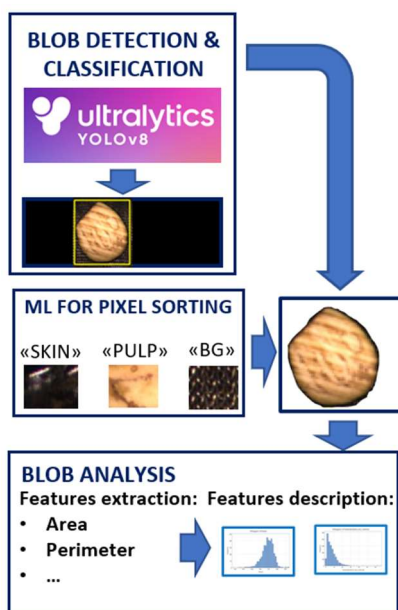 BLOB DETECTION &
CLASSIFICATION
ultralytics
YOLOv8
ML FOR PIXEL SORTING
«SKIN» «PULP» «BG»
BLOB ANALYSIS
Features extraction: Features description:
• Area
• Perimeter
• ...